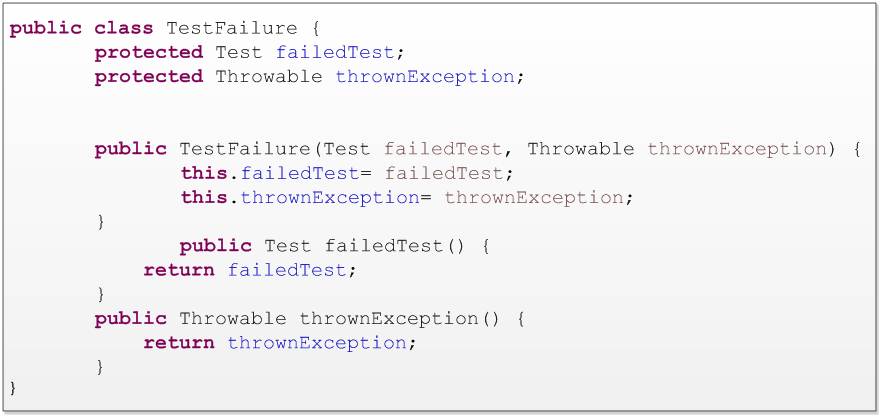 public class TestFailure {
protected Test failedTest;
protected Throwable thrownException;
public TestFailure(Test failedTest, Throwable thrownException) {
this.failedTest= failedTest;
this.thrownException= thrownException;
}
public Test failedTest() {
return failedTest;
}
public Throwable thrownException() {
return thrownException;
}
}